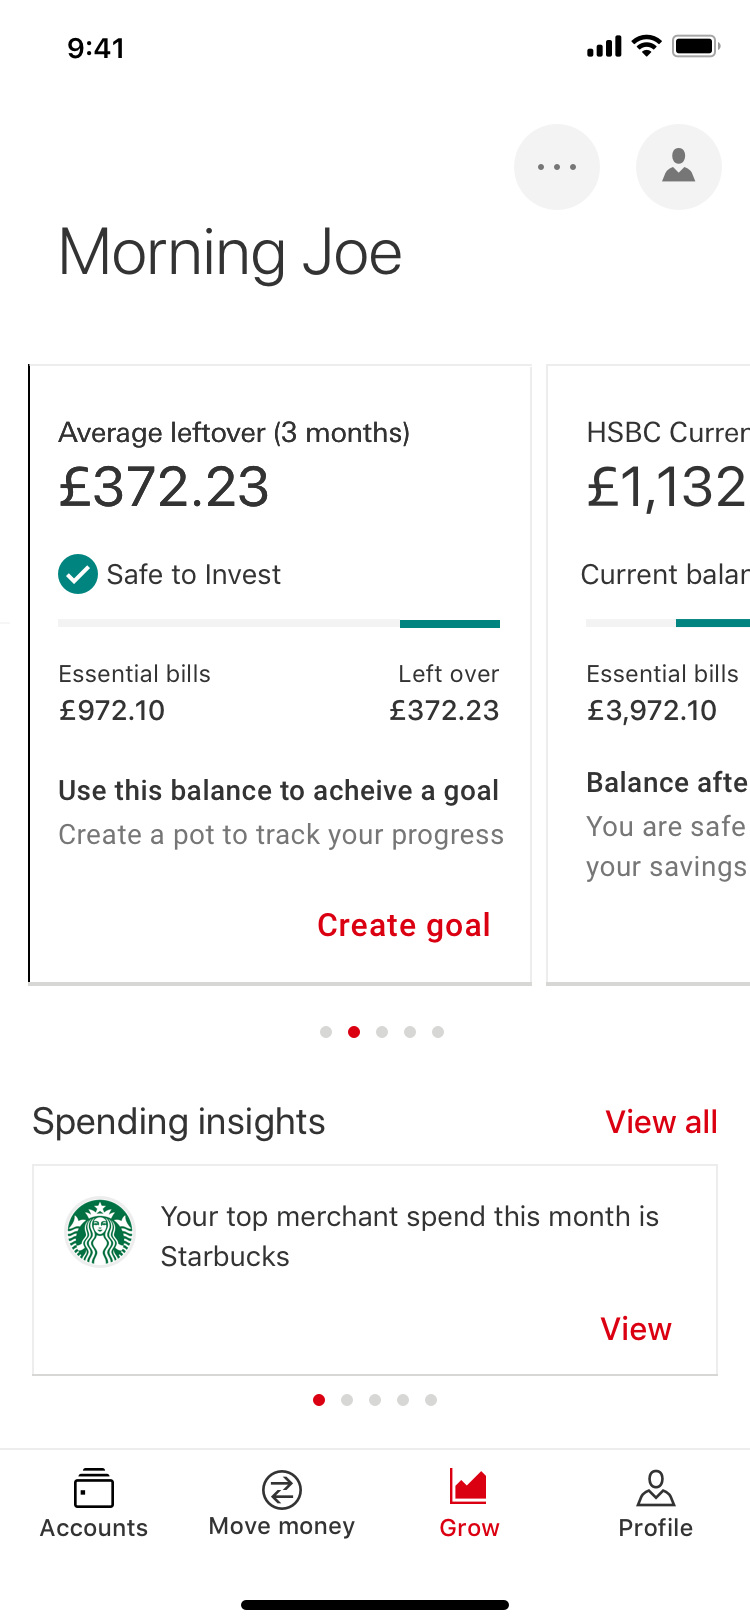 9:41
Morning Joe
Average leftover (3 months)
£372.23
Safe to Invest
Essential bills
Left over
£972.10
£372.23
Use this balance to acheive a goal
Create a pot to track your progress
Create goal
HSBC Curren
£1,132
Current balan
Essential bills
£3,972.10
Balance afte
You are safe
your savings
Spending insights
View all
Your top merchant spend this month is
Starbucks
View
Accounts
Move money
Grow
Profile